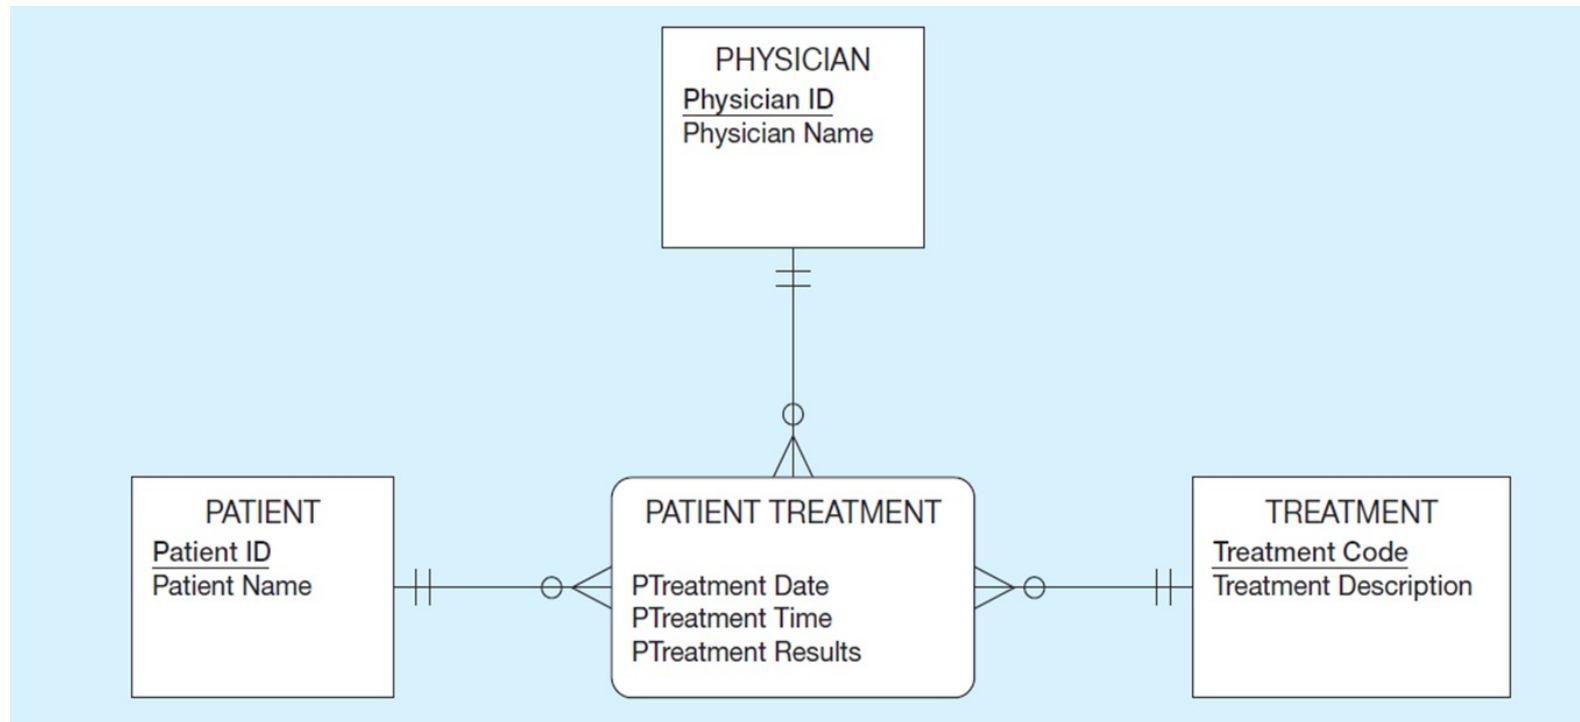 PHYSICIAN
Physician ID
Physician Name
PATIENT
Patient ID
Patient Name
PATIENT TREATMENT
PTreatment Date
PTreatment Time
PTreatment Results
TREATMENT
Treatment Code
Treatment Description